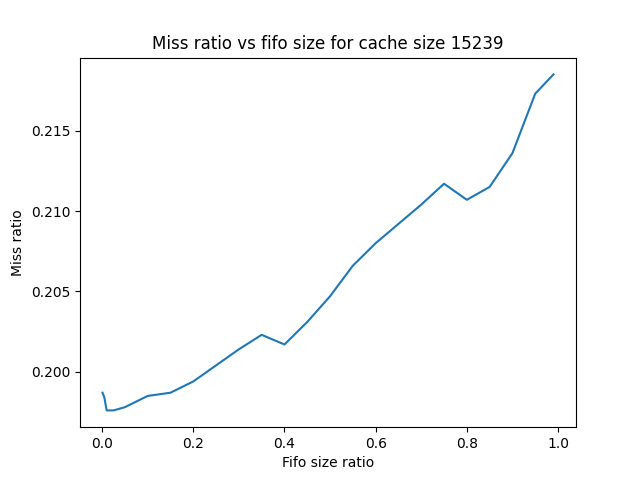 Miss ratio vs fifo size for cache size 15239
0.215
0.210
0.205
0.200
Miss ratio
0.0 0.2 0.4 0.6 0.8 1.0
Fifo size ratio